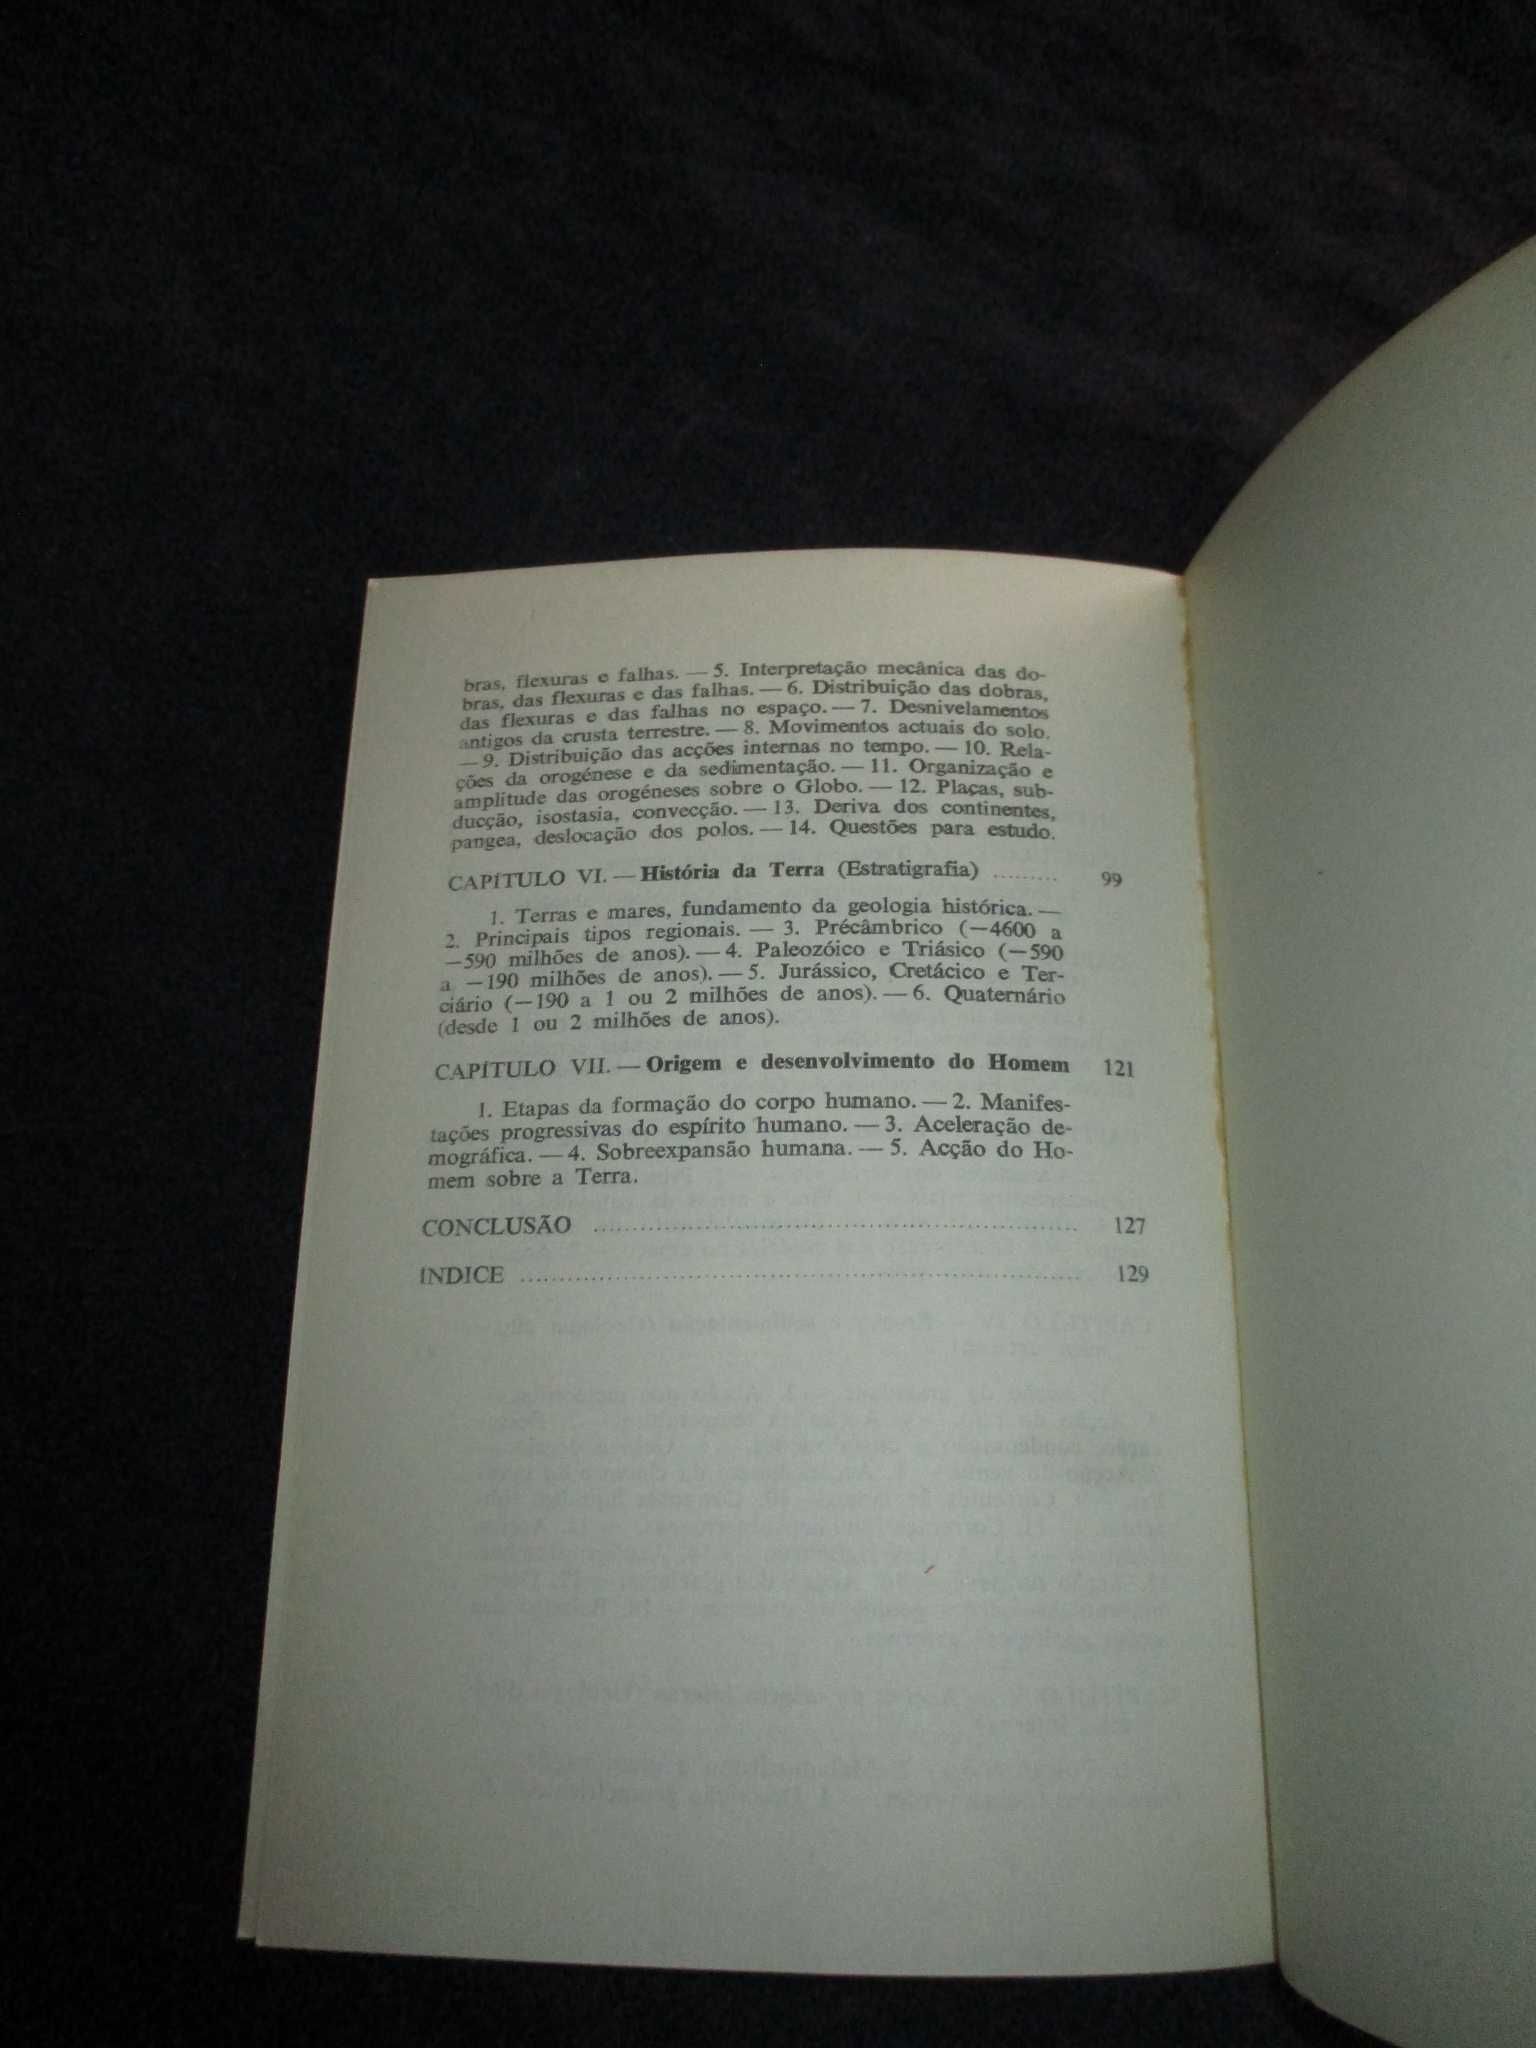 bras, flexuras e falhas. — 5. Interpretação mecânica das do-
bras, das flexuras e das falhas. — 6. Distribuição das dobras,
das flexuras e das falhas no espaço. — 7. Desnivelamentos
antigos da crusta terrestre. — 8. Movimentos actuais do solo.
— 9. Distribuição das acções internas no tempo. — 10. Rela-
ções da orogénese e da sedimentação. — 11. Organização e
amplitude das orogéneses sobre o Globo. — 12. Plaças, sub-
ducção, isostasia, convecção. — 13. Deriva dos continentes,
pangea, deslocação dos polos. — 14. Questões para estudo.
CAPÍTULO VI. — História da Terra (Estratigrafia) ......... 99
1. Terras e mares, fundamento da geologia histórica. —
2. Principais tipos regionais. — 3. Précâmbrico (—4600 a
—590 milhões de anos). — 4. Paleozóico e Triásico (—590
a —190 milhões de anos). — 5. Jurássico, Cretácico e Ter-
ciário (—190 a 1 ou 2 milhões de anos). — 6. Quaternário
(desde 1 ou 2 milhões de anos).
CAPÍTULO VII. — Origem e desenvolvimento do Homem 121
1. Etapas da formação do corpo humano. — 2. Manifes-
tações progressivas do espírito humano. — 3. Aceleração de-
mográfica. — 4. Sobreexpansão humana. — 5. Acção do Ho-
mem sobre a Terra.
CONCLUSÃO ............................................................ 127
ÍNDICE ..................................................................... 129